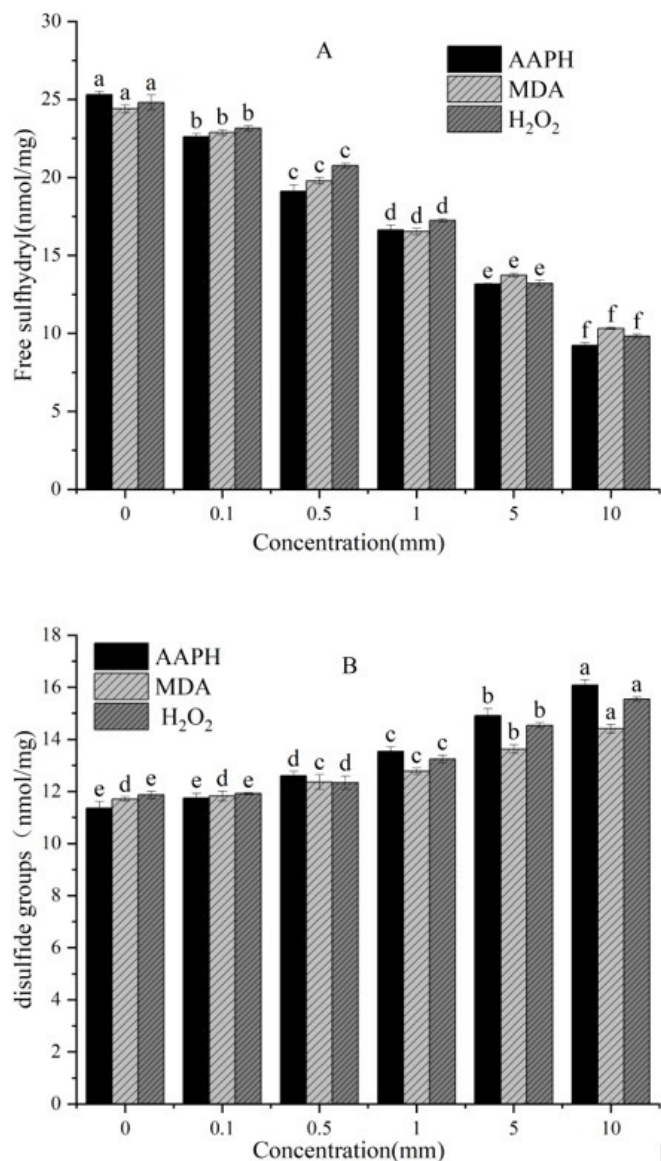 A
AAPH
MDA
H₂O₂
Free sulfhydryl(nmol/mg)
30
25
20
15
10
5
0
a a a
b b b
c c c
d d d
e e e
f f f
0 0.1 0.5 1 5 10
Concentration(mm)
B
AAPH
MDA
H₂O₂
disulfide groups (nmol/mg)
18
16
14
12
10
8
6
4
2
0
e d e
e d e
d c d
c c c
b b b
a a a
0 0.1 0.5 1 5 10
Concentration(mm)